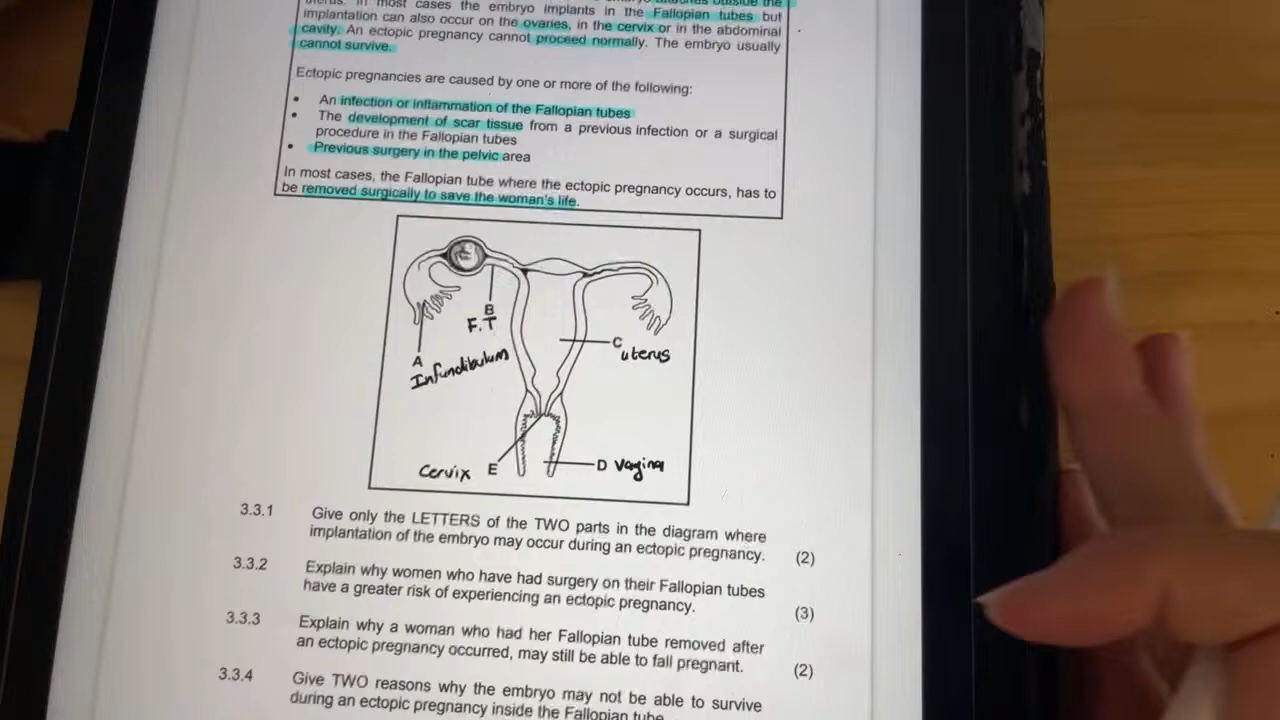 uterus. In most cases the embryo implants in the Fallopian tubes but
implantation can also occur on the ovaries, in the cervix or in the abdominal
cavity. An ectopic pregnancy cannot proceed normally. The embryo usually
cannot survive.
Ectopic pregnancies are caused by one or more of the following:
• An infection or inflammation of the Fallopian tubes
• The development of scar tissue from a previous infection or a surgical
procedure in the Fallopian tubes
• Previous surgery in the pelvic area
In most cases, the Fallopian tube where the ectopic pregnancy occurs, has to
be removed surgically to save the woman's life.
B
F.T
A
Infundibulum
C
uterus
Cervix E
D vagina
3.3.1 Give only the LETTERS of the TWO parts in the diagram where
implantation of the embryo may occur during an ectopic pregnancy. (2)
3.3.2 Explain why women who have had surgery on their Fallopian tubes
have a greater risk of experiencing an ectopic pregnancy. (3)
3.3.3 Explain why a woman who had her Fallopian tube removed after
an ectopic pregnancy occurred, may still be able to fall pregnant. (2)
3.3.4 Give TWO reasons why the embryo may not be able to survive
during an ectopic pregnancy inside the Fallopian tube